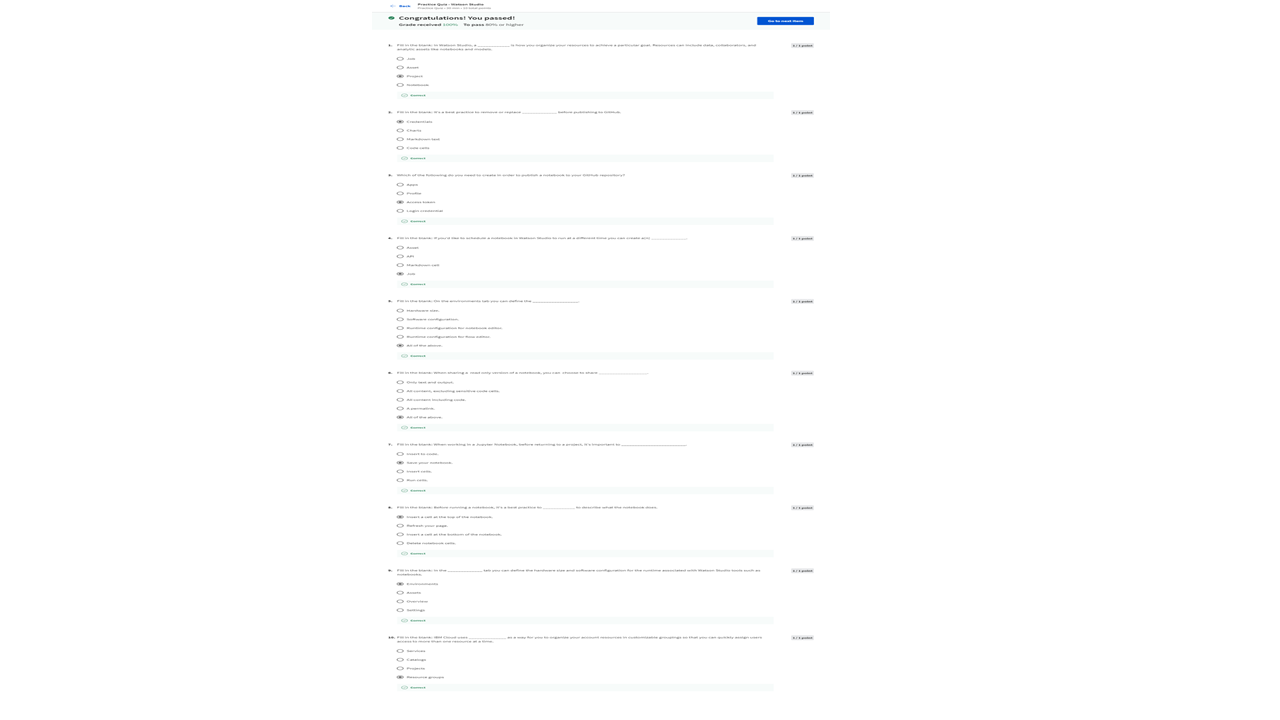 Back
Practice Quiz - Watson Studio
Practice Quiz • 30 min • 10 total points
Congratulations! You passed!
Grade received 100% To pass 80% or higher
Go to next item
1. Fill in the blank: In Watson Studio, a ____________ is how you organize your resources to achieve a particular goal. Resources can include data, collaborators, and
analytic assets like notebooks and models.
1 / 1 point
Job
Asset
Project
Notebook
Correct
2. Fill in the blank: It's a best practice to remove or replace _____________ before publishing to GitHub.
1 / 1 point
Credentials
Charts
Markdown text
Code cells
Correct
3. Which of the following do you need to create in order to publish a notebook to your GitHub repository?
1 / 1 point
Apps
Profile
Access token
Login credential
Correct
4. Fill in the blank: If you'd like to schedule a notebook in Watson Studio to run at a different time you can create a(n) _____________.
1 / 1 point
Asset
API
Markdown cell
Job
Correct
5. Fill in the blank: On the environments tab you can define the _________________.
1 / 1 point
Hardware size.
Software configuration.
Runtime configuration for notebook editor.
Runtime configuration for flow editor.
All of the above.
Correct
6. Fill in the blank: When sharing a read only version of a notebook, you can choose to share __________________.
1 / 1 point
Only text and output.
All content, excluding sensitive code cells.
All content including code.
A permalink.
All of the above.
Correct
7. Fill in the blank: When working in a Jupyter Notebook, before returning to a project, it's important to ________________________.
1 / 1 point
Insert to code.
Save your notebook.
Insert cells.
Run cells.
Correct
8. Fill in the blank: Before running a notebook, it's a best practice to ____________ to describe what the notebook does.
1 / 1 point
Insert a cell at the top of the notebook.
Refresh your page.
Insert a cell at the bottom of the notebook.
Delete notebook cells.
Correct
9. Fill in the blank: In the _____________ tab you can define the hardware size and software configuration for the runtime associated with Watson Studio tools such as
notebooks.
1 / 1 point
Environments
Assets
Overview
Settings
Correct
10. Fill in the blank: IBM Cloud uses ______________ as a way for you to organize your account resources in customizable groupings so that you can quickly assign users
access to more than one resource at a time.
1 / 1 point
Services
Catalogs
Projects
Resource groups
Correct